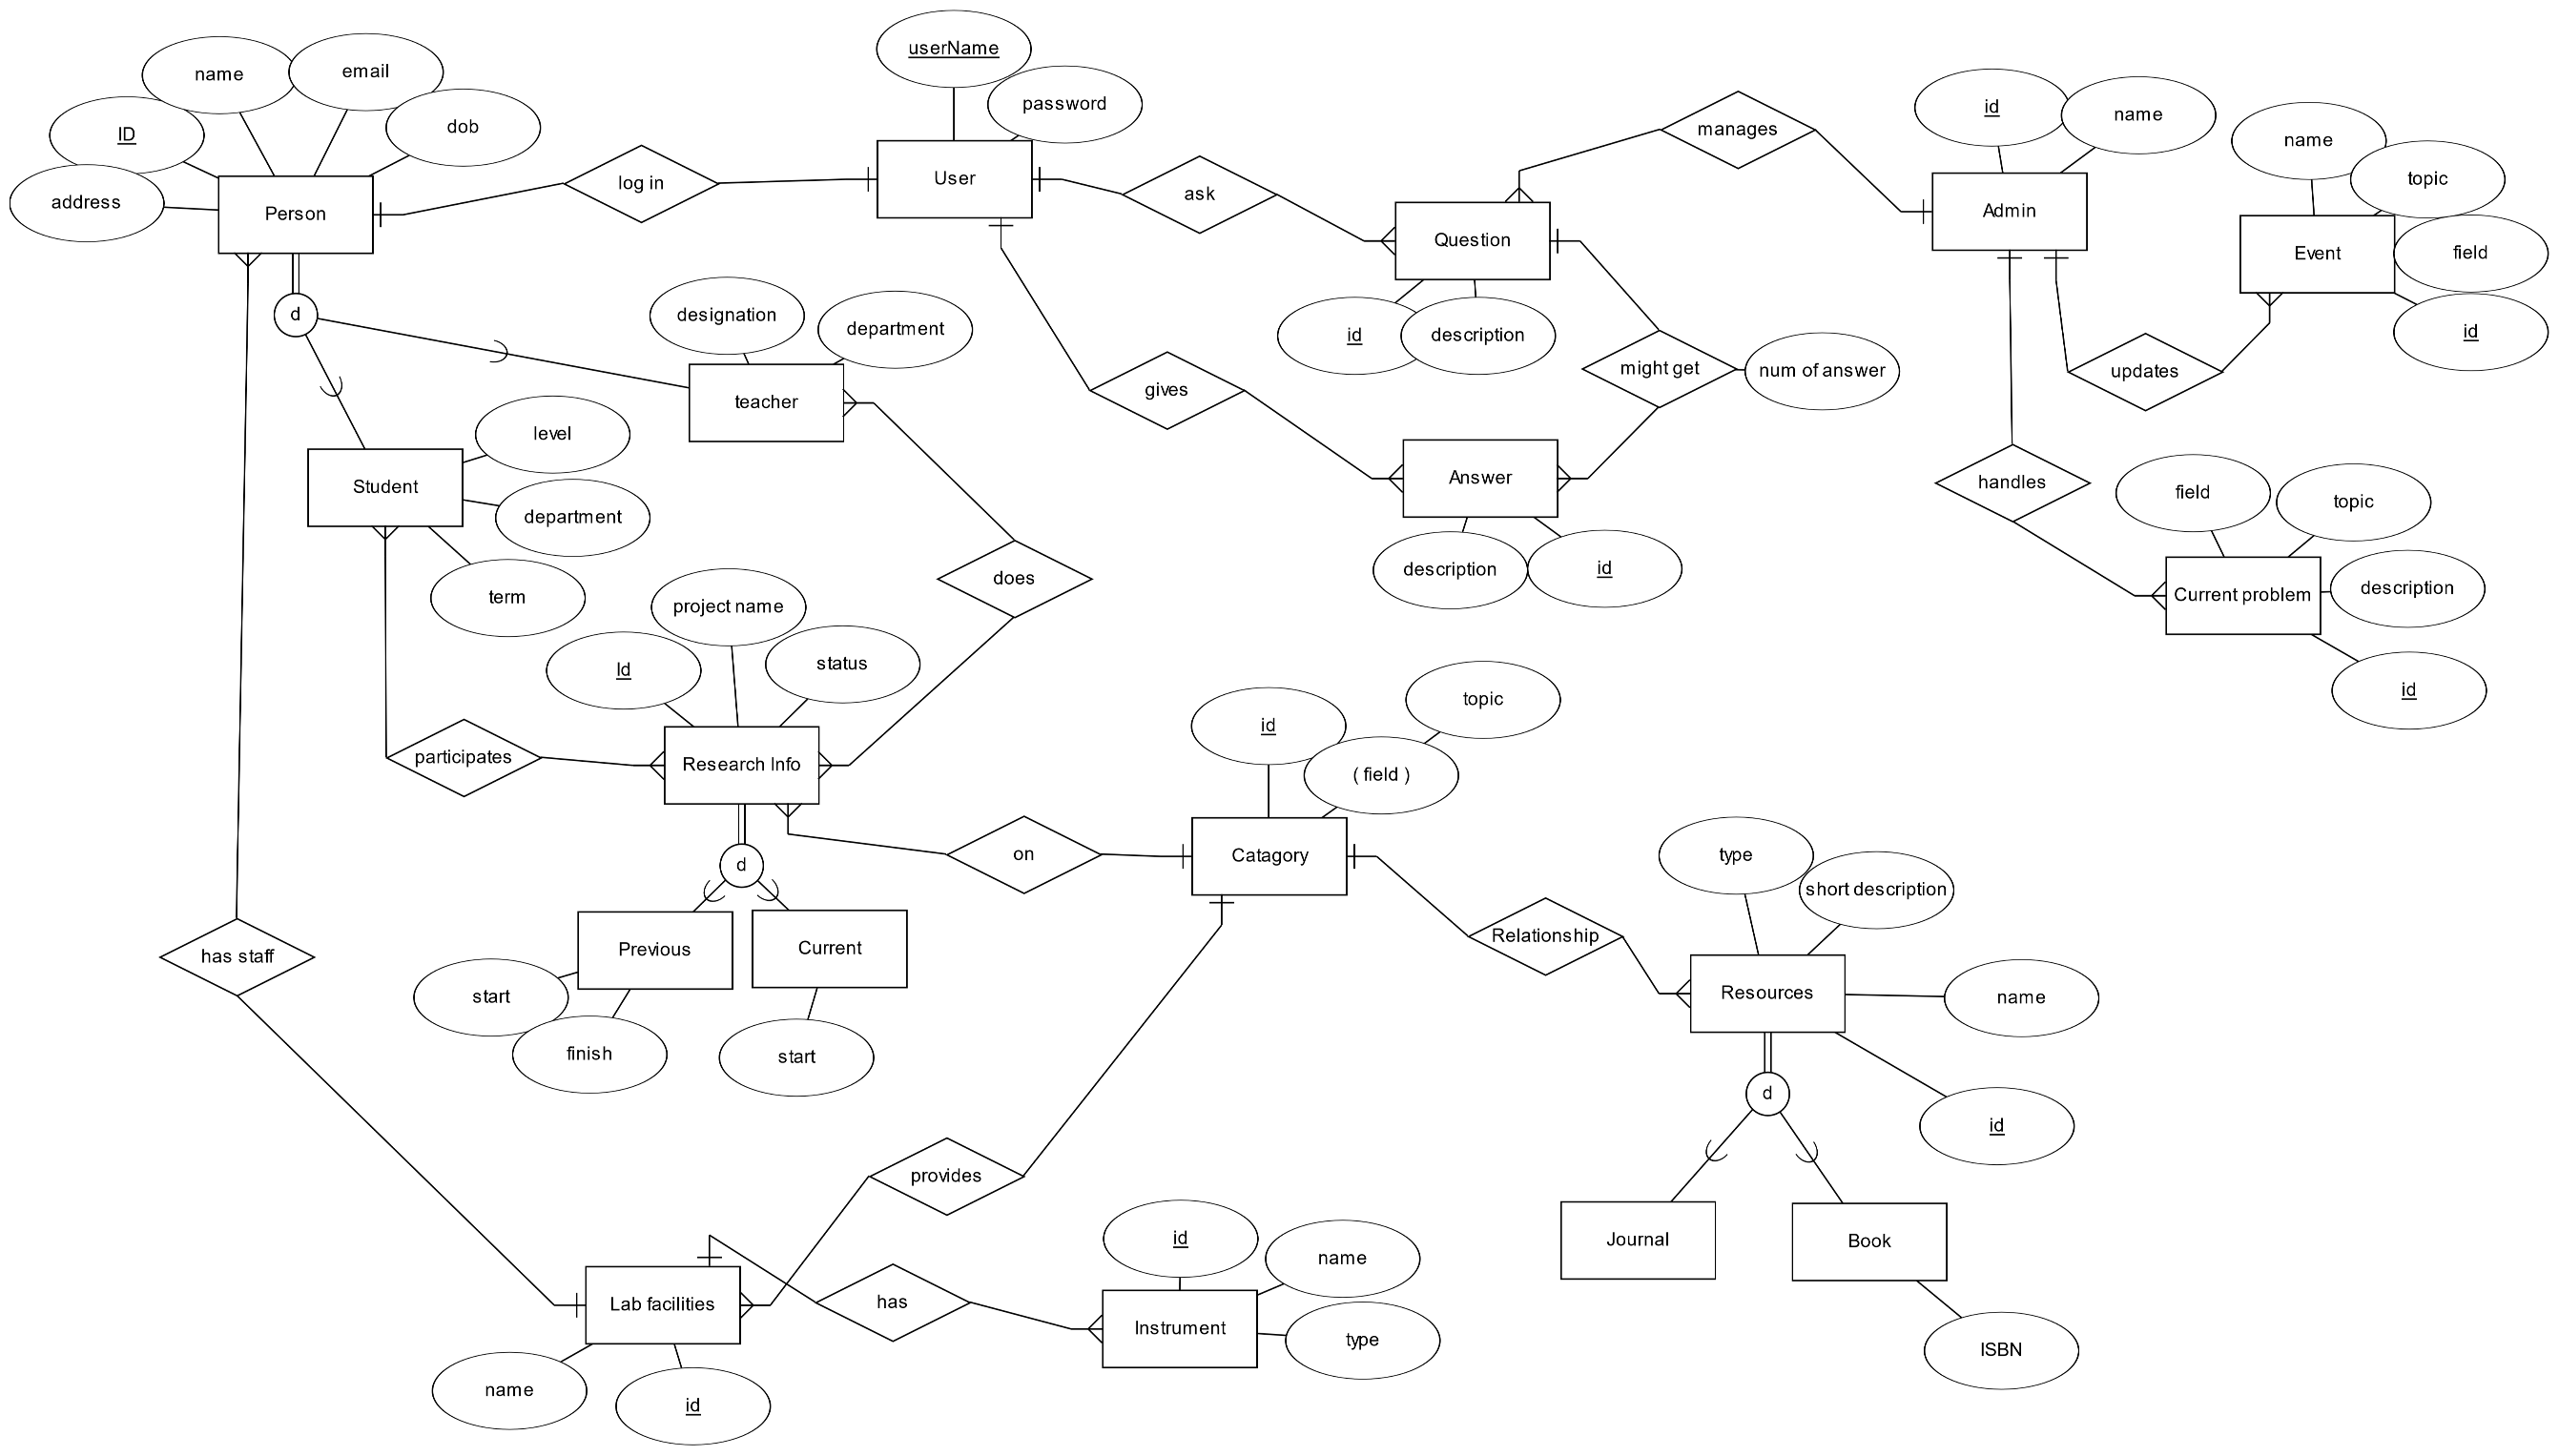 userName
name
email
password
dob
ID
address
Person
log in
User
ask
manages
id
name
Admin
name
topic
Event
field
id
Question
id
description
might get
num of answer
updates
d
designation
department
teacher
gives
Answer
description
id
handles
field
topic
Current problem
description
id
level
Student
department
term
does
project name
Id
status
participates
Research Info
id
topic
( field )
on
Catagory
d
Previous
Current
start
finish
start
has staff
type
short description
Relationship
Resources
name
id
d
Journal
Book
ISBN
provides
has
Lab facilities
name
id
id
name
Instrument
type